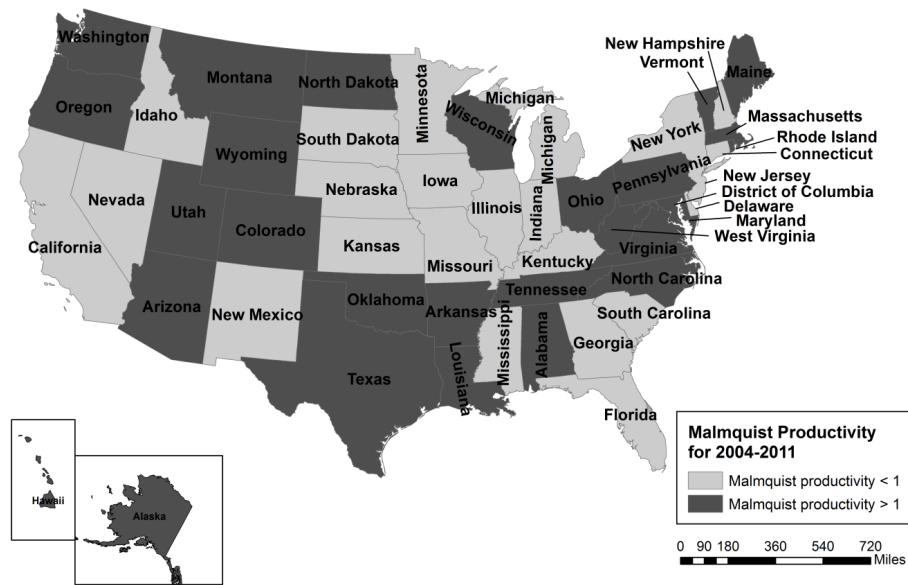 Washington
Montana
North Dakota
Minnesota
New Hampshire
Vermont
Maine
Oregon
Idaho
Wisconsin
Michigan
Michigan
Massachusetts
South Dakota
New York
Rhode Island
Wyoming
Connecticut
Pennsylvania
New Jersey
Nebraska
Iowa
Nevada
Illinois
Indiana
Ohio
District of Columbia
Delaware
Utah
Maryland
Colorado
West Virginia
California
Kansas
Missouri
Kentucky
Virginia
North Carolina
Tennessee
Arizona
Oklahoma
Arkansas
New Mexico
South Carolina
Mississippi
Alabama
Georgia
Texas
Louisiana
Florida
Hawaii
Alaska
Malmquist Productivity
for 2004-2011
Malmquist productivity < 1
Malmquist productivity > 1
0 90 180 360 540 720
Miles